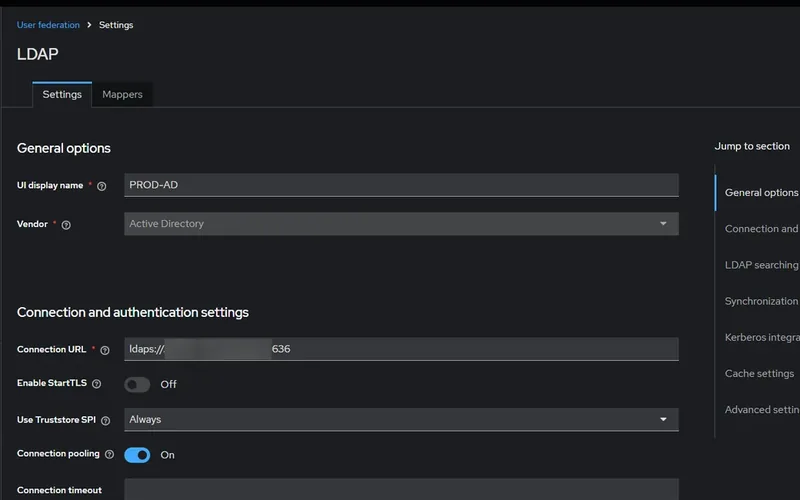 User federation > Settings
LDAP
Settings Mappers
General options
UI display name * PROD-AD
Vendor * Active Directory
Connection and authentication settings
Connection URL * ldaps:// 636
Enable StartTLS Off
Use Truststore SPI Always
Connection pooling On
Connection timeout
Jump to section
General options
Connection and
LDAP searching
Synchronization
Kerberos integra
Cache settings
Advanced settin